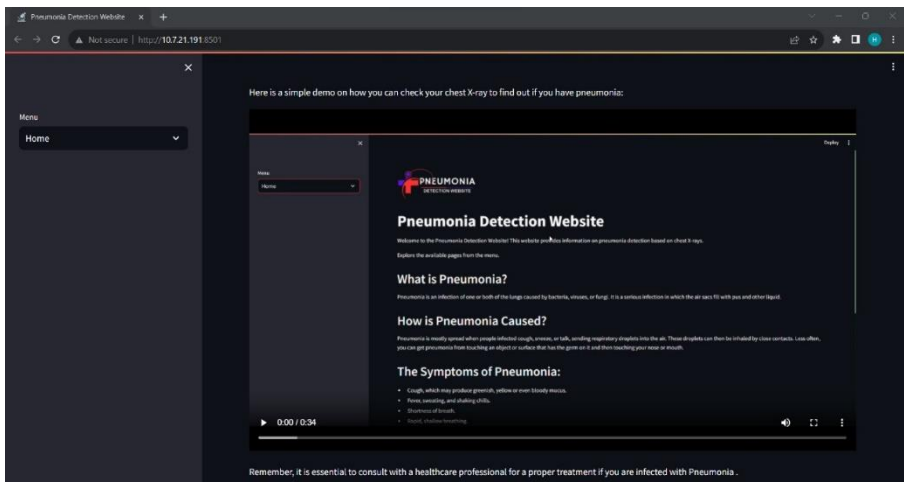 Pneumonia Detection Website
Not secure | http://10.7.21.191:8501
Here is a simple demo on how you can check your chest X-ray to find out if you have pneumonia:
Menu
Home
Deploy
Menu
Home
PNEUMONIA
DETECTION WEBSITE
Pneumonia Detection Website
Welcome to the Pneumonia Detection Website! This website provides information on pneumonia detection based on chest X-rays.
Explore the available pages from the menu.
What is Pneumonia?
Pneumonia is an infection of one or both of the lungs caused by bacteria, viruses, or fungi. It is a serious infection in which the air sacs fill with pus and other liquid.
How is Pneumonia Caused?
Pneumonia is mostly spread when people infected cough, sneeze, or talk, sending respiratory droplets into the air. These droplets can then be inhaled by close contacts. Less often,
you can get pneumonia from touching an object or surface that has the germ on it and then touching your nose or mouth.
The Symptoms of Pneumonia:
• Cough, which may produce greenish, yellow or even bloody mucus.
• Fever, sweating, and shaking chills.
• Shortness of breath.
• Rapid, shallow breathing.
0:00 / 0:34
Remember, it is essential to consult with a healthcare professional for a proper treatment if you are infected with Pneumonia .